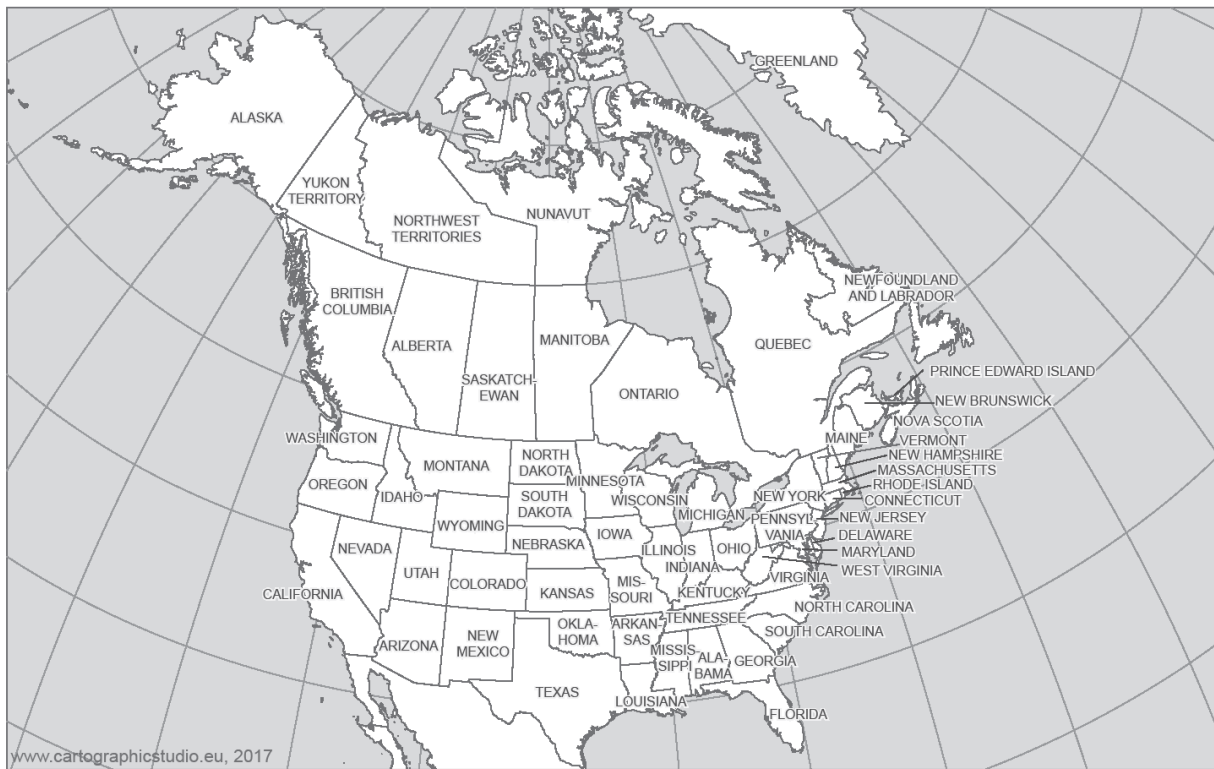 GREENLAND
ALASKA
YUKON
TERRITORY
NORTHWEST
TERRITORIES
NUNAVUT
BRITISH
COLUMBIA
ALBERTA
SASKATCH-
EWAN
MANITOBA
ONTARIO
QUEBEC
NEWFOUNDLAND
AND LABRADOR
PRINCE EDWARD ISLAND
NEW BRUNSWICK
NOVA SCOTIA
MAINE
VERMONT
NEW HAMPSHIRE
MASSACHUSETTS
RHODE ISLAND
CONNECTICUT
NEW JERSEY
DELAWARE
MARYLAND
WEST VIRGINIA
WASHINGTON
OREGON
IDAHO
MONTANA
NORTH
DAKOTA
SOUTH
DAKOTA
MINNESOTA
WISCONSIN
MICHIGAN
NEW YORK
PENNSYL
VANIA
WYOMING
NEBRASKA
IOWA
ILLINOIS
INDIANA
OHIO
NEVADA
UTAH
COLORADO
KANSAS
MIS-
SOURI
KENTUCKY
VIRGINIA
CALIFORNIA
ARIZONA
NEW
MEXICO
OKLA-
HOMA
ARKAN-
SAS
TENNESSEE
NORTH CAROLINA
SOUTH CAROLINA
MISSIS-
SIPPI
ALA-
BAMA
GEORGIA
TEXAS
LOUISIANA
FLORIDA
www.cartographicstudio.eu, 2017